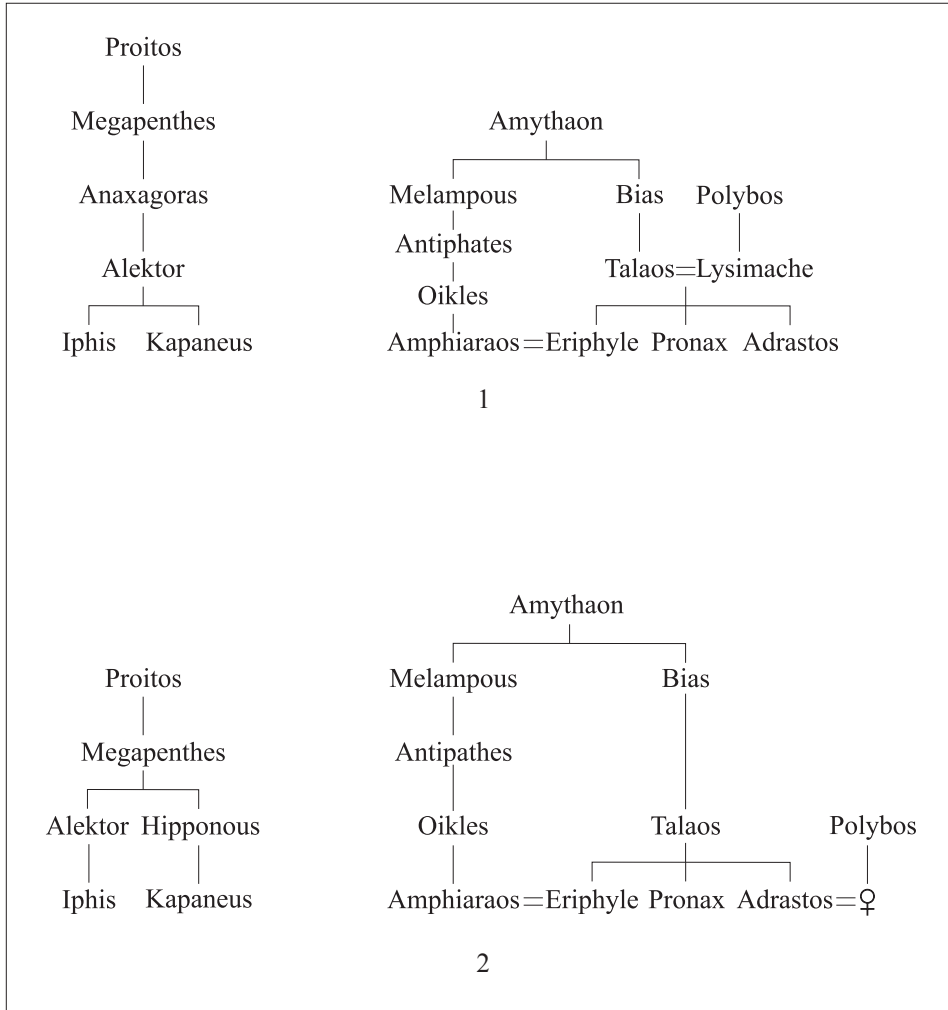 Proitos
Megapenthes Amythaon
Anaxagoras Melampous Bias Polybos
Antiphates
Alektor Talaos=Lysimache
Oikles
Iphis Kapaneus Amphiaraos=Eriphyle Pronax Adrastos
1
Amythaon
Proitos Melampous Bias
Megapenthes Antipathes
Alektor Hipponous Oikles Talaos Polybos
Iphis Kapaneus Amphiaraos=Eriphyle Pronax Adrastos=♀
2